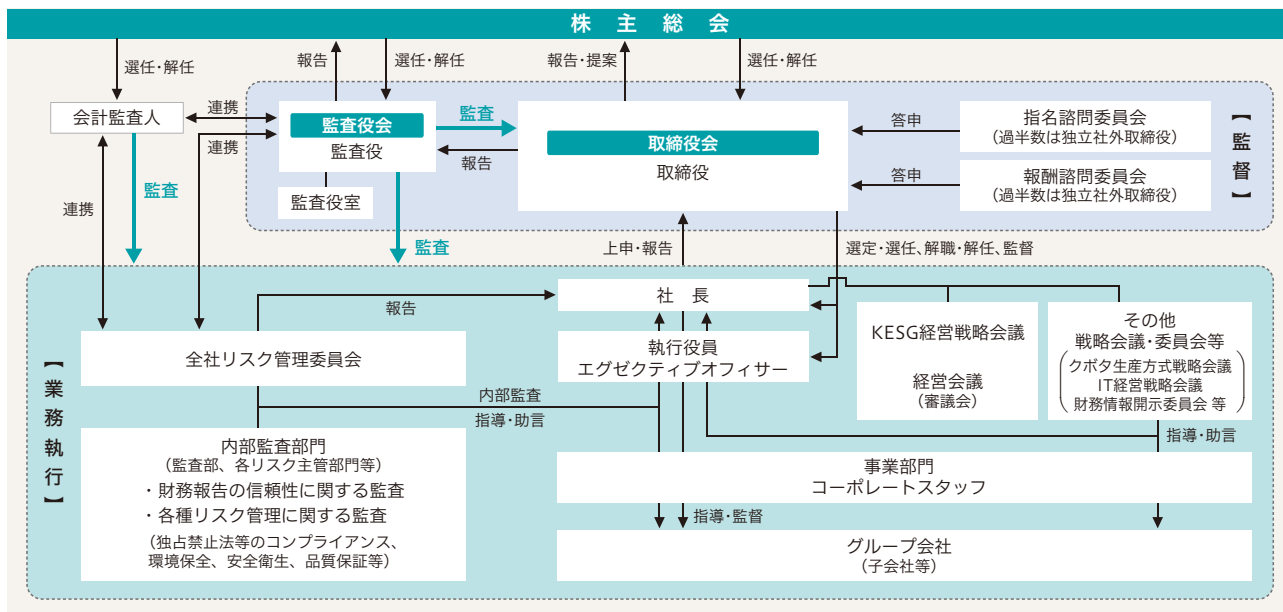 株 主 総 会
選任・解任
報告
選任・解任
報告・提案
選任・解任
会計監査人
連携
連携
監査役会
監査役
監査役室
監査
報告
取締役会
取締役
答申
指名諮問委員会
(過半数は独立社外取締役)
答申
報酬諮問委員会
(過半数は独立社外取締役)
【監督】
連携
監査
監査
上申・報告
選定・選任、解職・解任、監督
【業務執行】
報告
社 長
全社リスク管理委員会
執行役員
エグゼクティブオフィサー
KESG経営戦略会議
経営会議
(審議会)
その他
戦略会議・委員会等
(クボタ生産方式戦略会議
IT経営戦略会議
財務情報開示委員会 等)
内部監査
指導・助言
指導・助言
内部監査部門
(監査部、各リスク主管部門等)
・財務報告の信頼性に関する監査
・各種リスク管理に関する監査
(独占禁止法等のコンプライアンス、
環境保全、安全衛生、品質保証等)
事業部門
コーポレートスタッフ
指導・監督
グループ会社
(子会社等)